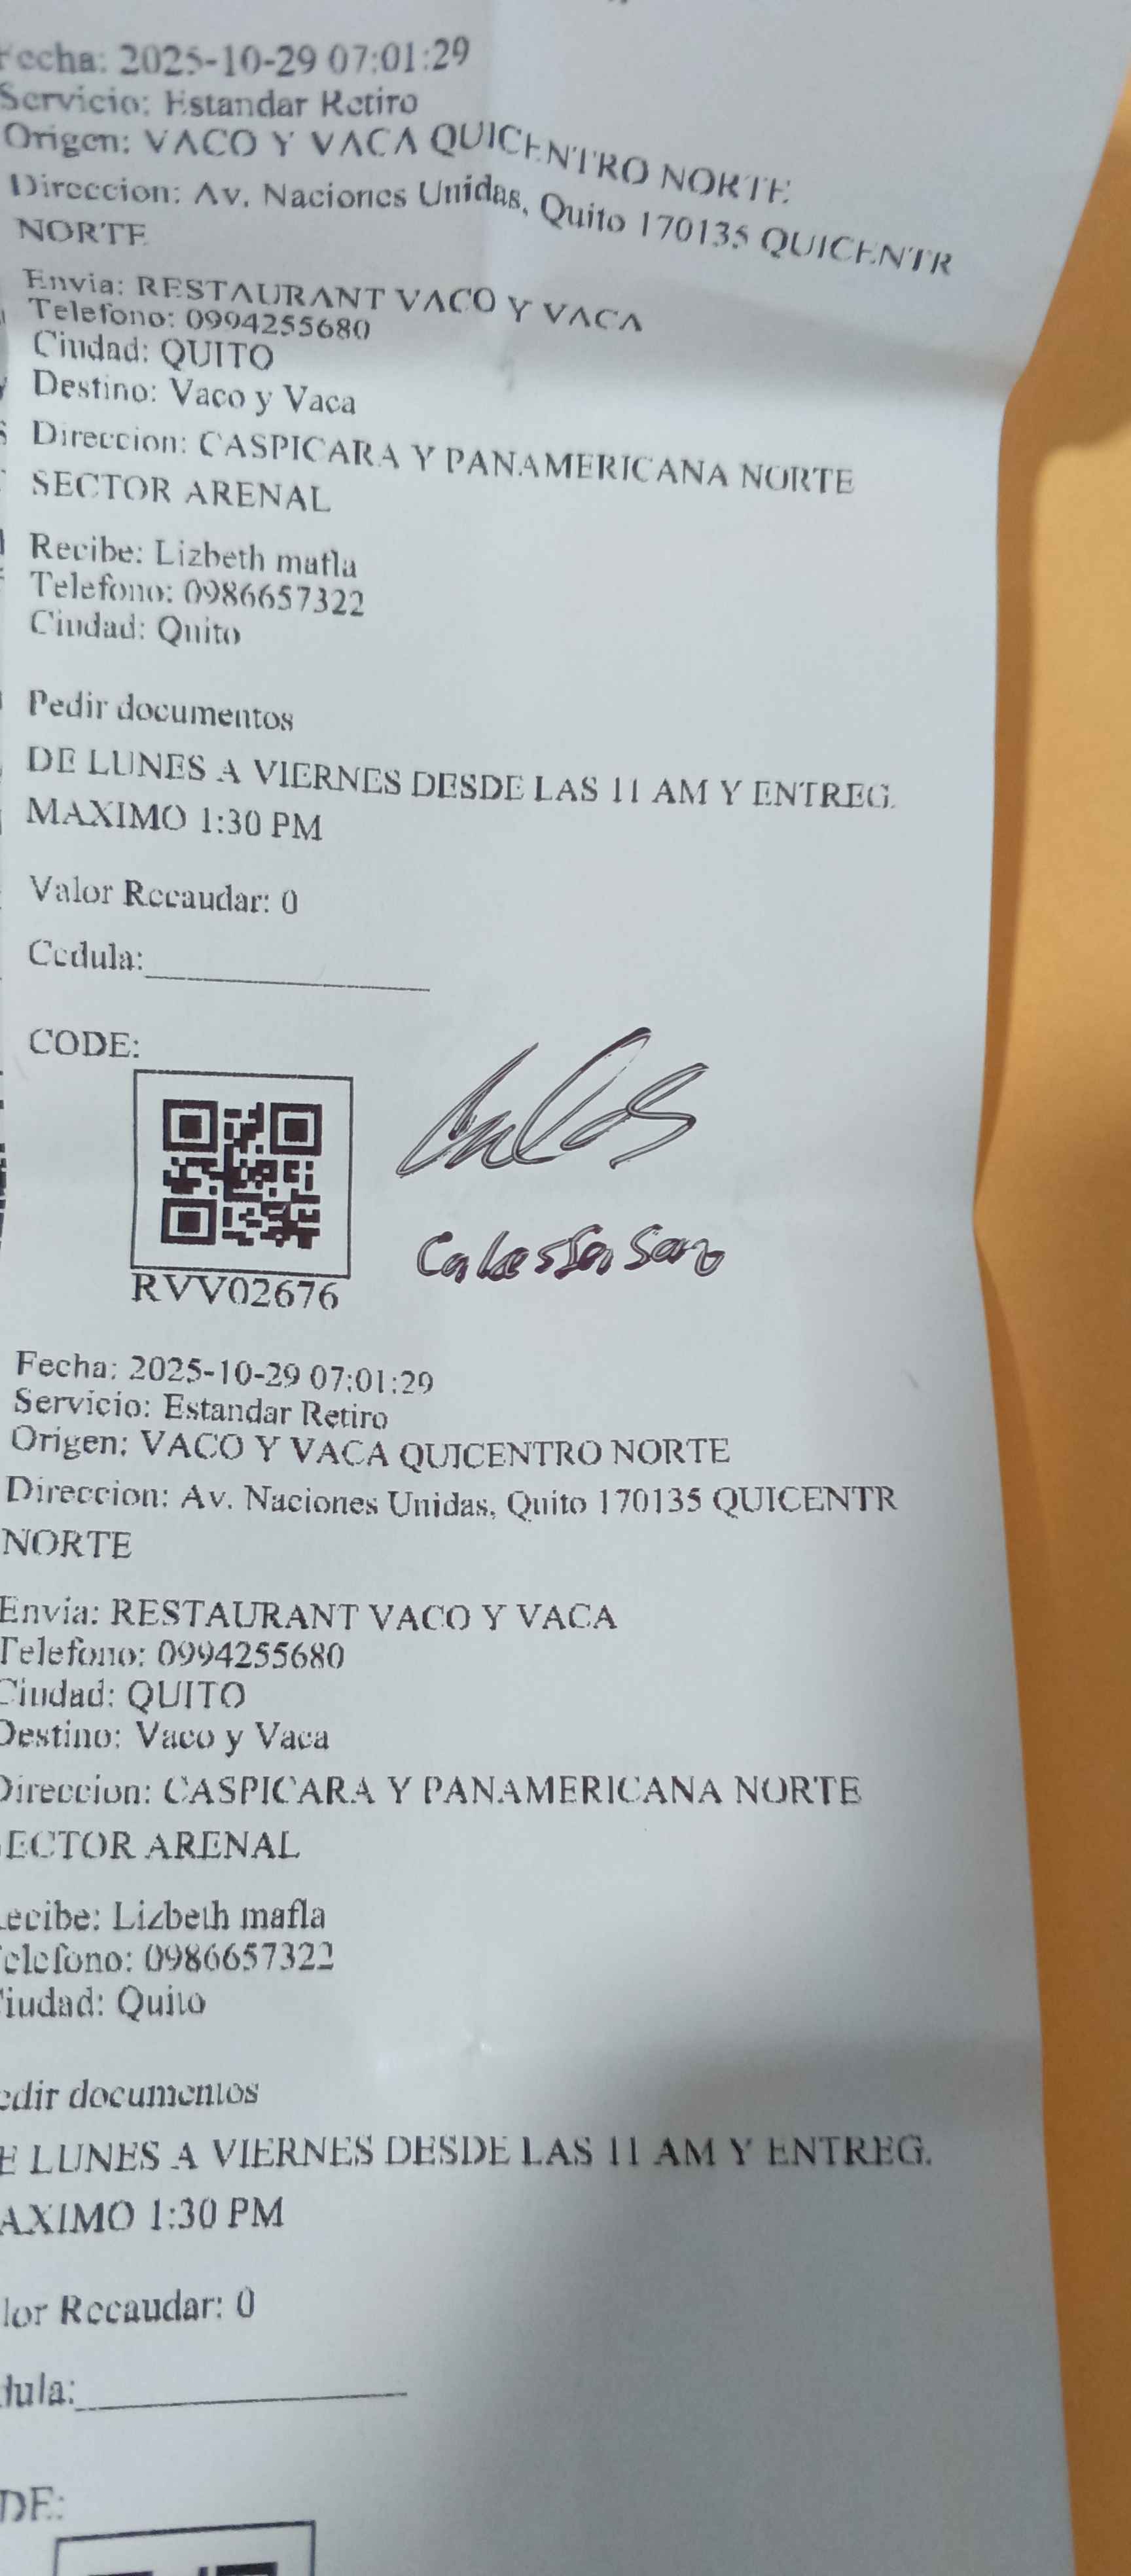 Fecha: 2025-10-29 07:01:29
Servicio: Estandar Retiro
Origen: VACO Y VACA QUICENTRO NORTE
Direccion: Av. Naciones Unidas, Quito 170135 QUICENTR
NORTE
Envia: RESTAURANT VACO Y VACA
Telefono: 0994255680
Ciudad: QUITO
Destino: Vaco y Vaca
Direccion: CASPICARA Y PANAMERICANA NORTE
SECTOR ARENAL
Recibe: Lizbeth mafla
Telefono: 0986657322
Ciudad: Quito
Pedir documentos
DE LUNES A VIERNES DESDE LAS 11 AM Y ENTREG.
MAXIMO 1:30 PM
Valor Recaudar: 0
Cedula:
CODE:
RVV02676
Fecha: 2025-10-29 07:01:29
Servicio: Estandar Retiro
Origen: VACO Y VACA QUICENTRO NORTE
Direccion: Av. Naciones Unidas, Quito 170135 QUICENTR
NORTE
Envia: RESTAURANT VACO Y VACA
Telefono: 0994255680
Ciudad: QUITO
Destino: Vaco y Vaca
Direccion: CASPICARA Y PANAMERICANA NORTE
ECTOR ARENAL
ecibe: Lizbeth mafla
elefono: 0986657322
iudad: Quito
edir documentos
E LUNES A VIERNES DESDE LAS 11 AM Y ENTREG.
AXIMO 1:30 PM
lor Recaudar: 0
dula:
DE: